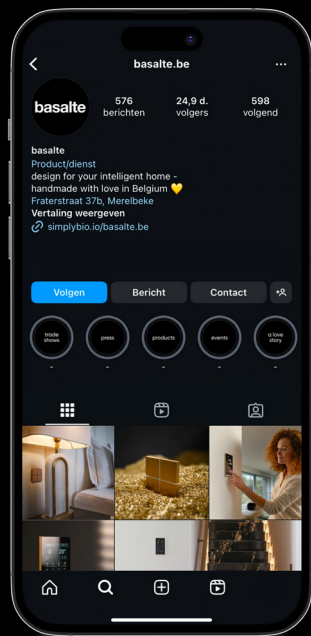 basalte.be
basalte
576
berichten
24,9 d.
volgers
598
volgend
basalte
Product/dienst
design for your intelligent home -
handmade with love in Belgium 💛
Fraterstraat 37b, Merelbeke
Vertaling weergeven
simplybio.io/basalte.be
Volgen
Bericht
Contact
trade
shows
press
products
events
a love
story
-
-
-
-
-